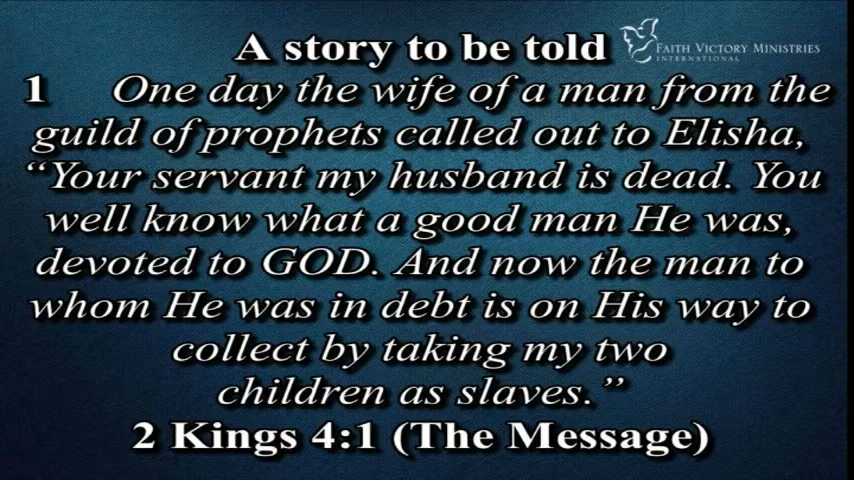 A story to be told
FAITH VICTORY MINISTRIES
INTERNATIONAL
1 One day the wife of a man from the
guild of prophets called out to Elisha,
“Your servant my husband is dead. You
well know what a good man He was,
devoted to GOD. And now the man to
whom He was in debt is on His way to
collect by taking my two
children as slaves.”
2 Kings 4:1 (The Message)